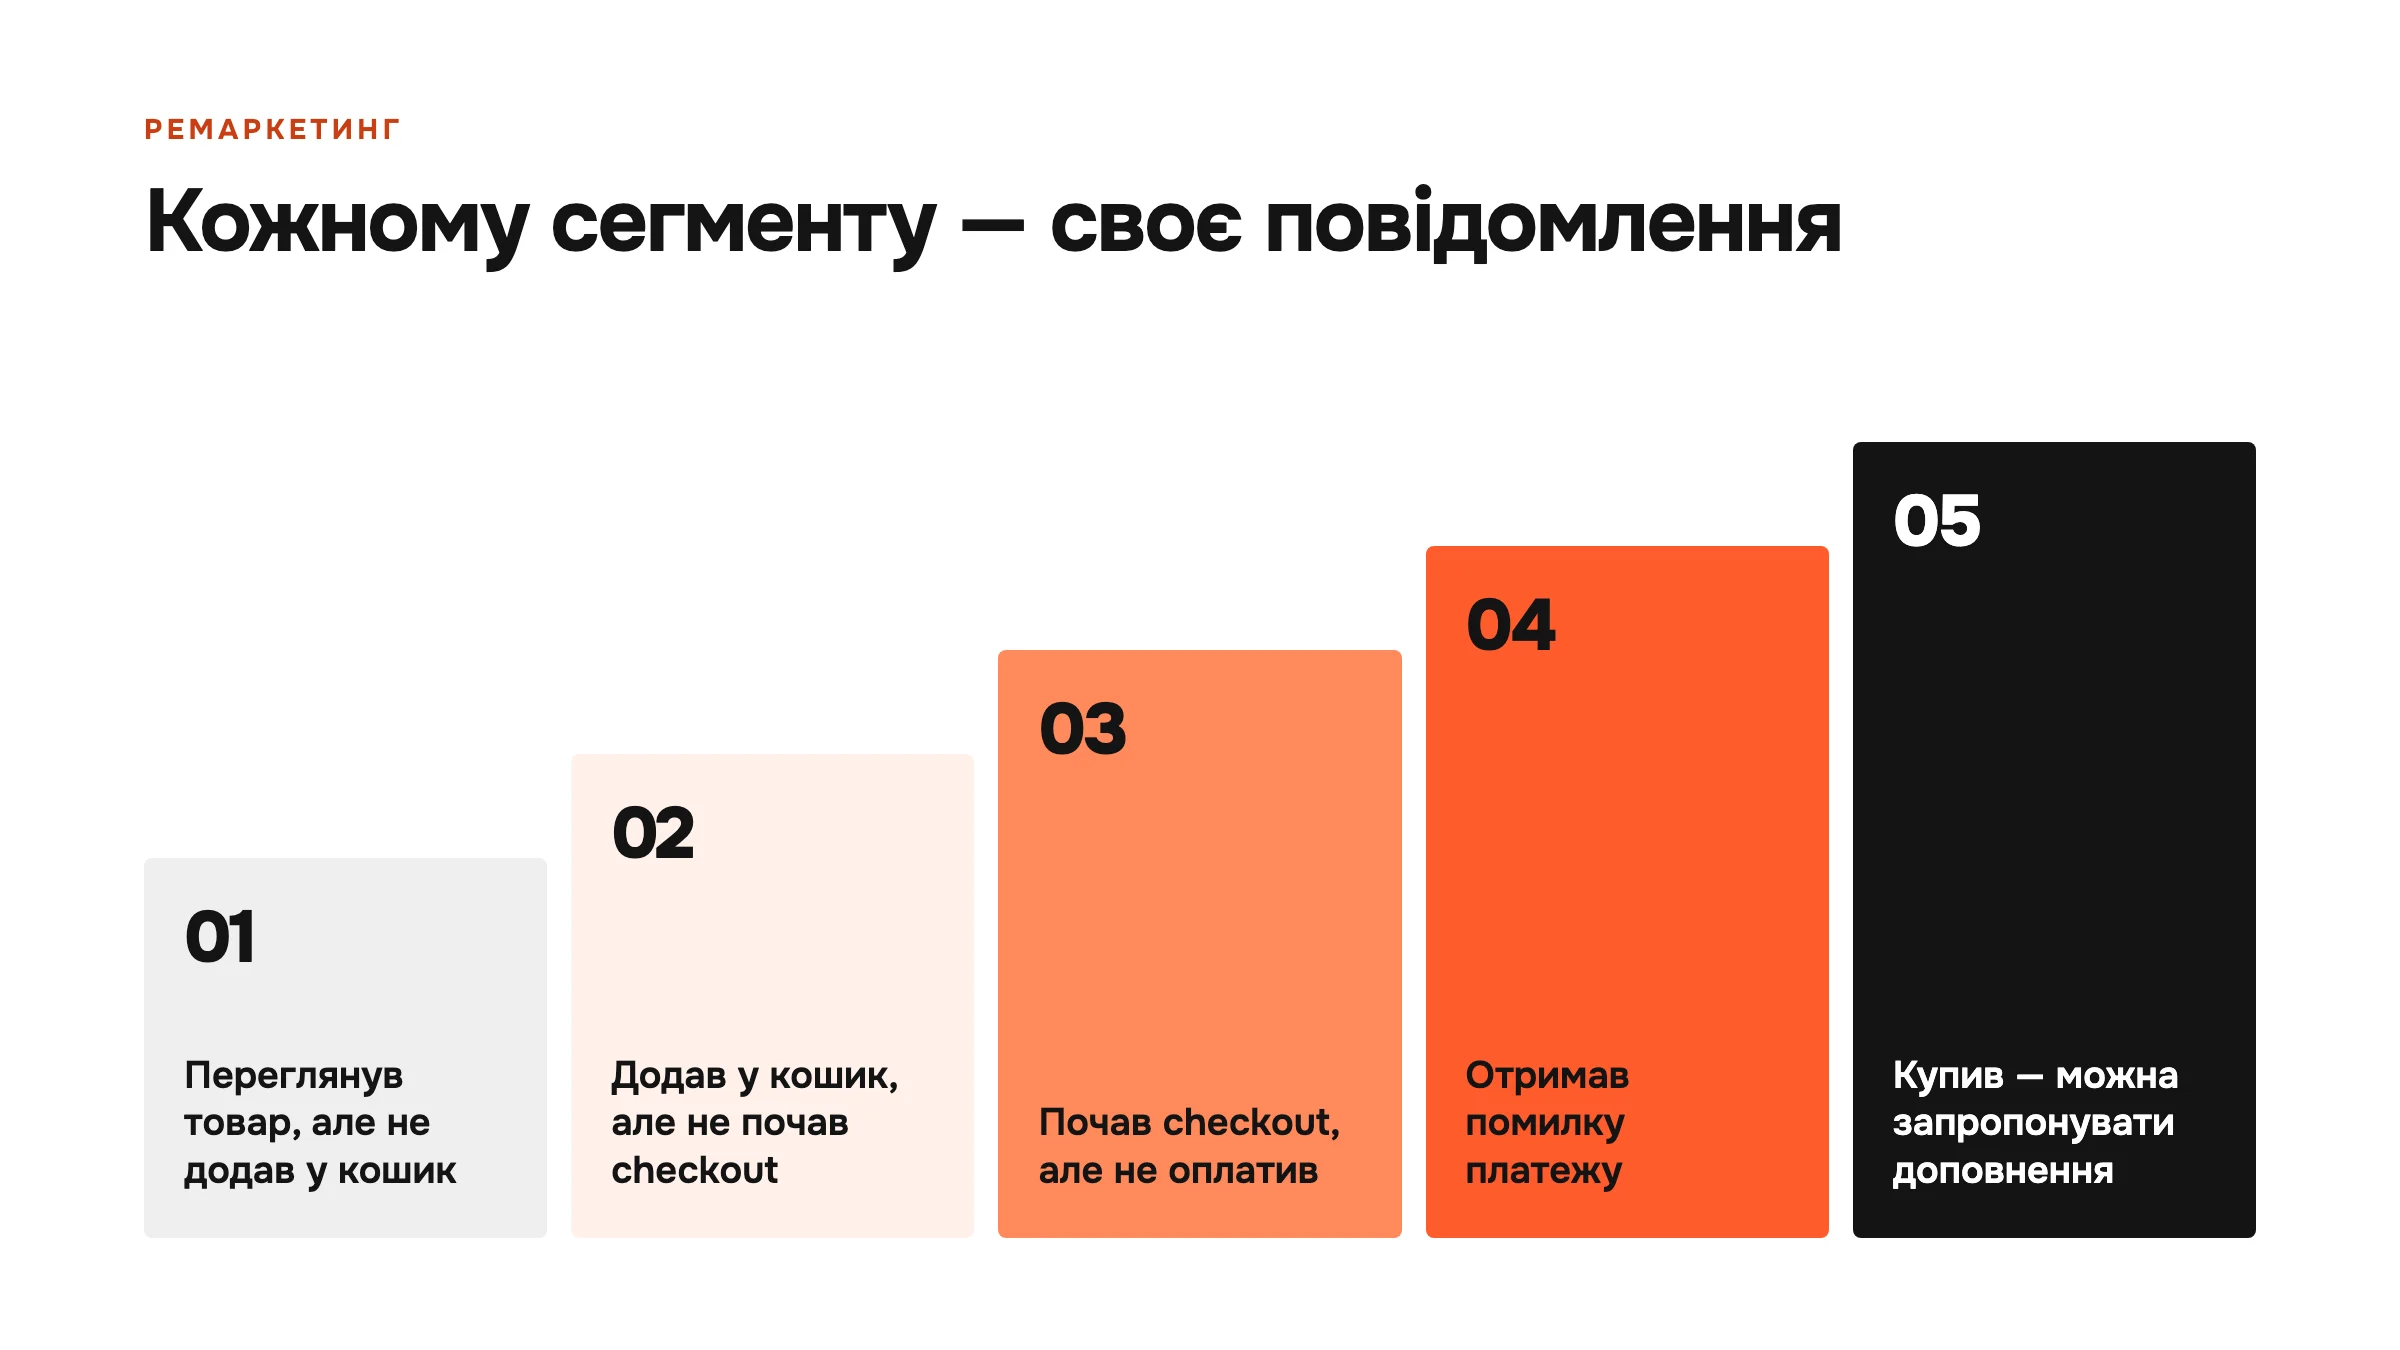 РЕМАРКЕТИНГ
Кожному сегменту — своє повідомлення
01
Переглянув
товар, але не
додав у кошик
02
Додав у кошик,
але не почав
checkout
03
Почав checkout,
але не оплатив
04
Отримав
помилку
платежу
05
Купив — можна
запропонувати
доповнення